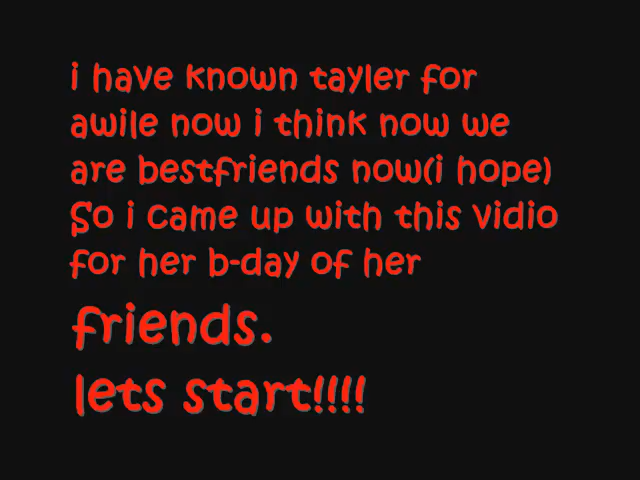 i have known tayler for
awile now i think now we
are bestfriends now(i hope)
So i came up with this vidio
for her b-day of her
friends.
lets start!!!!